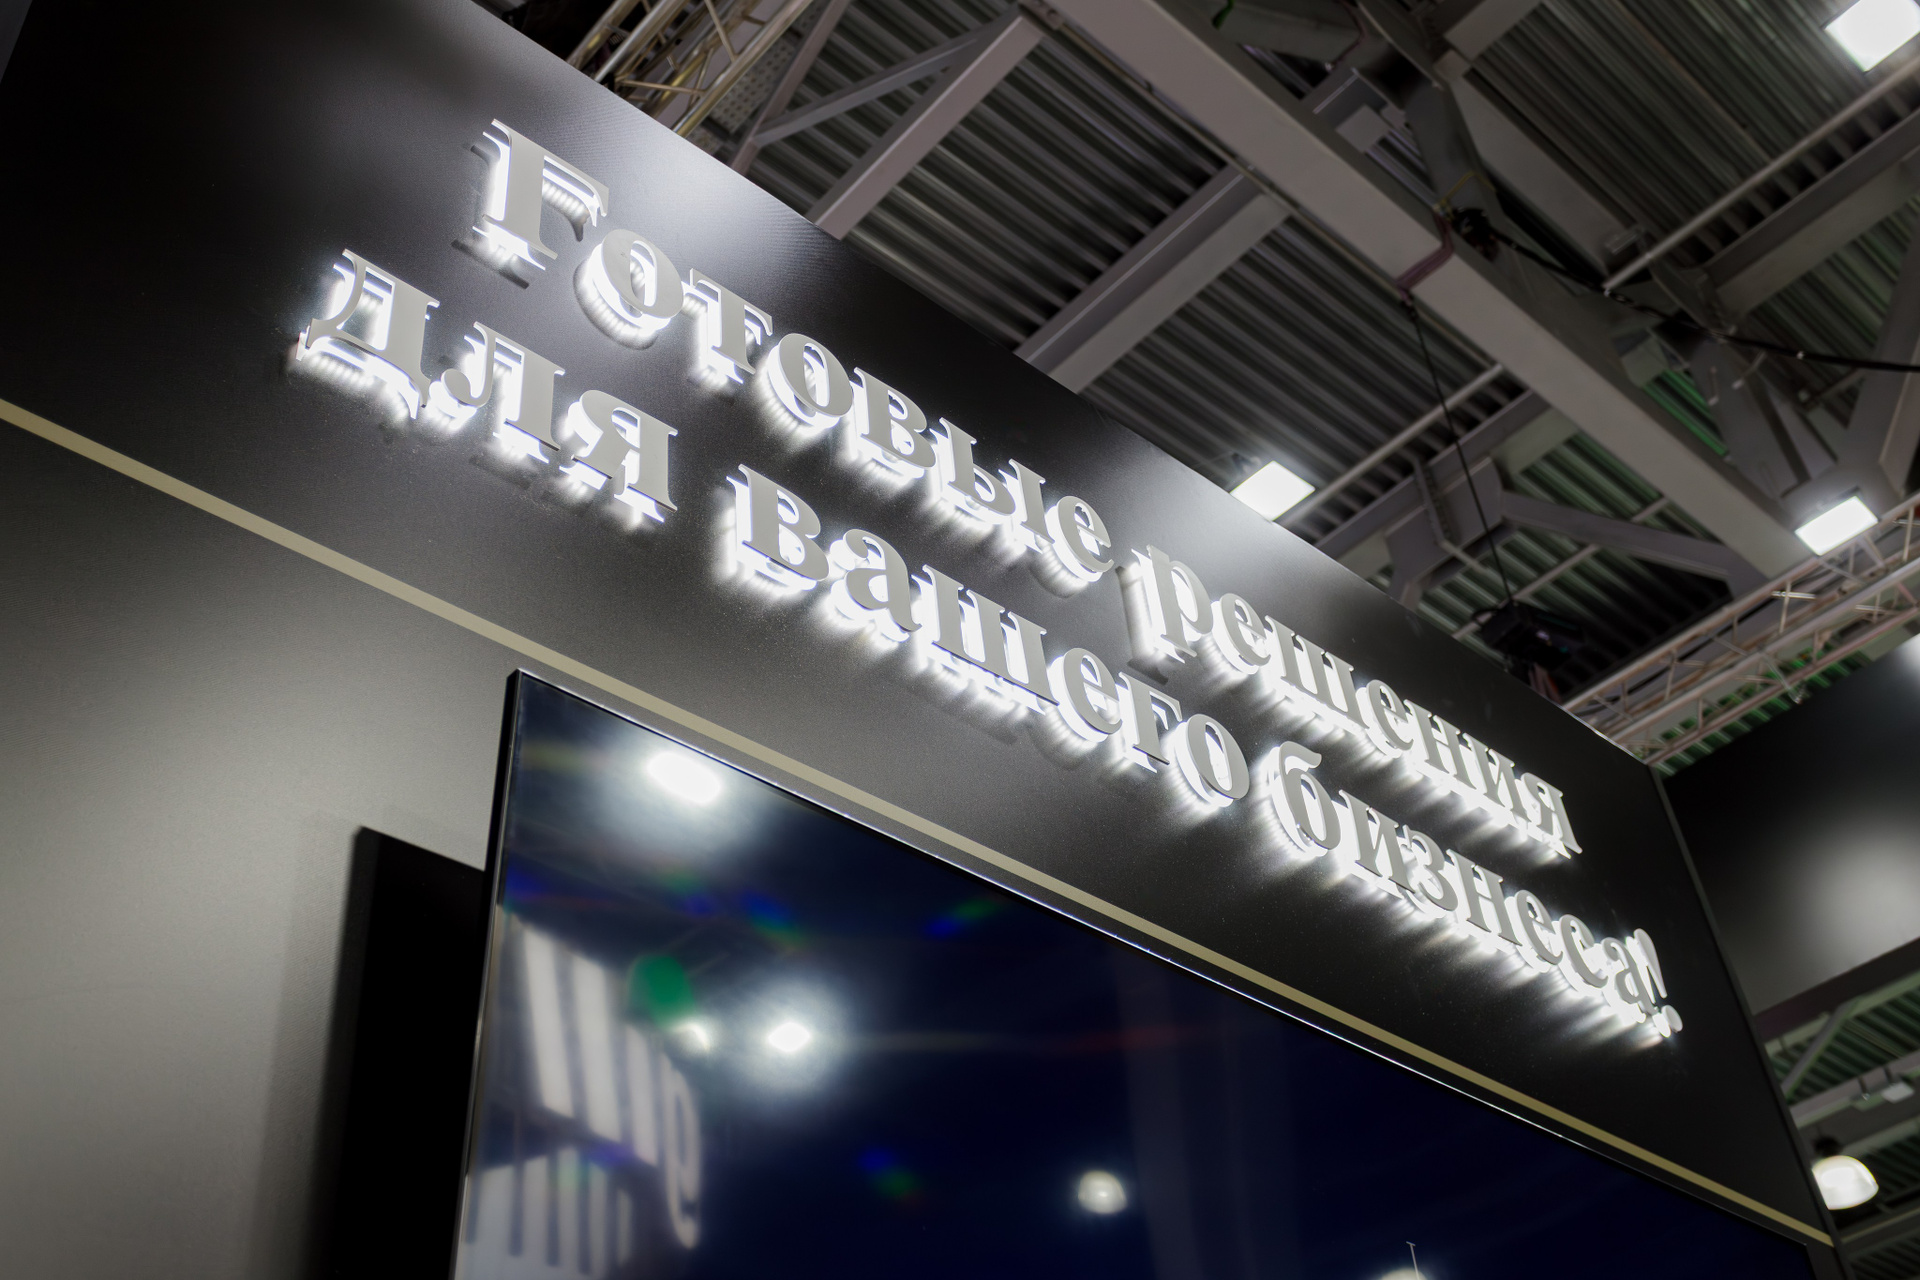 Готовые решения
для вашего бизнеса!